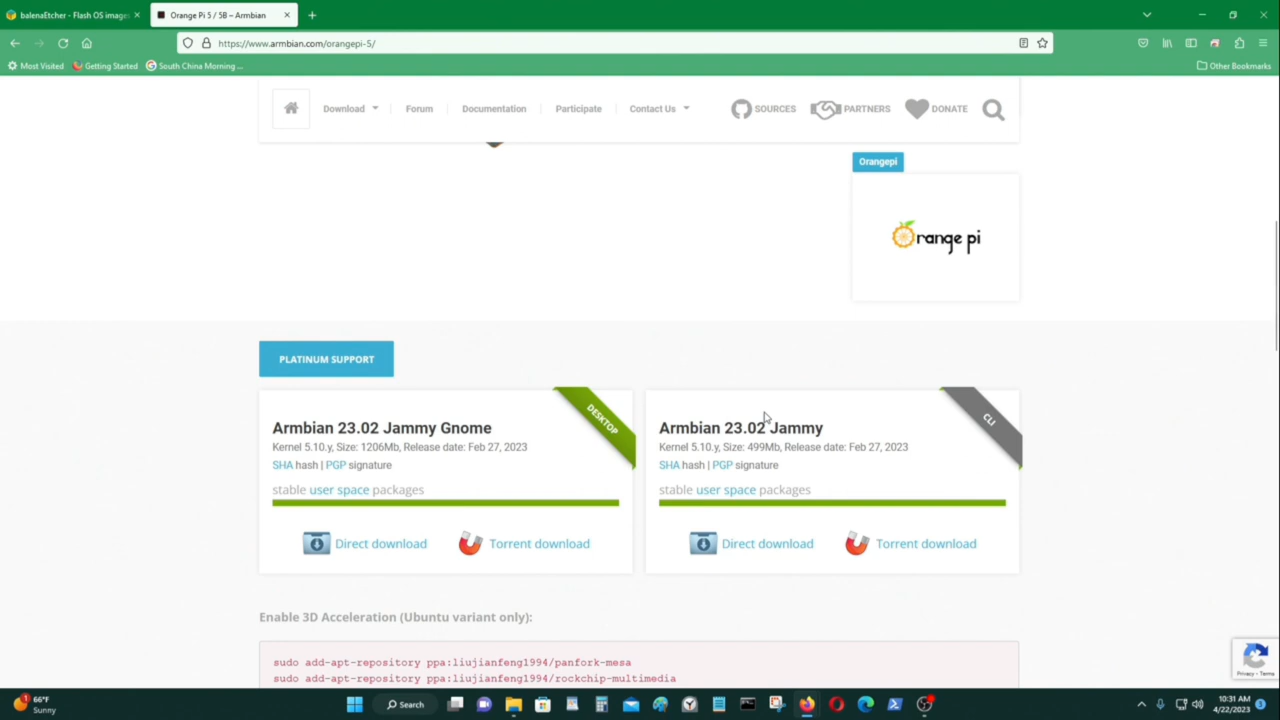 balenaEtcher - Flash OS images
Orange Pi 5 / 5B – Armbian
https://www.armbian.com/orangepi-5/
Most Visited
Getting Started
South China Morning ...
Other Bookmarks
Download
Forum
Documentation
Participate
Contact Us
SOURCES
PARTNERS
DONATE
Orangepi
range pi
PLATINUM SUPPORT
DESKTOP
Armbian 23.02 Jammy Gnome
Kernel 5.10.y, Size: 1206Mb, Release date: Feb 27, 2023
SHA hash | PGP signature
stable user space packages
Direct download
Torrent download
CLI
Armbian 23.02 Jammy
Kernel 5.10.y, Size: 499Mb, Release date: Feb 27, 2023
SHA hash | PGP signature
stable user space packages
Direct download
Torrent download
Enable 3D Acceleration (Ubuntu variant only):
sudo add-apt-repository ppa:liujianfeng1994/panfork-mesa
sudo add-apt-repository ppa:liujianfeng1994/rockchip-multimedia
Privacy - Terms
1
66°F
Sunny
Search
10:31 AM
4/22/2023